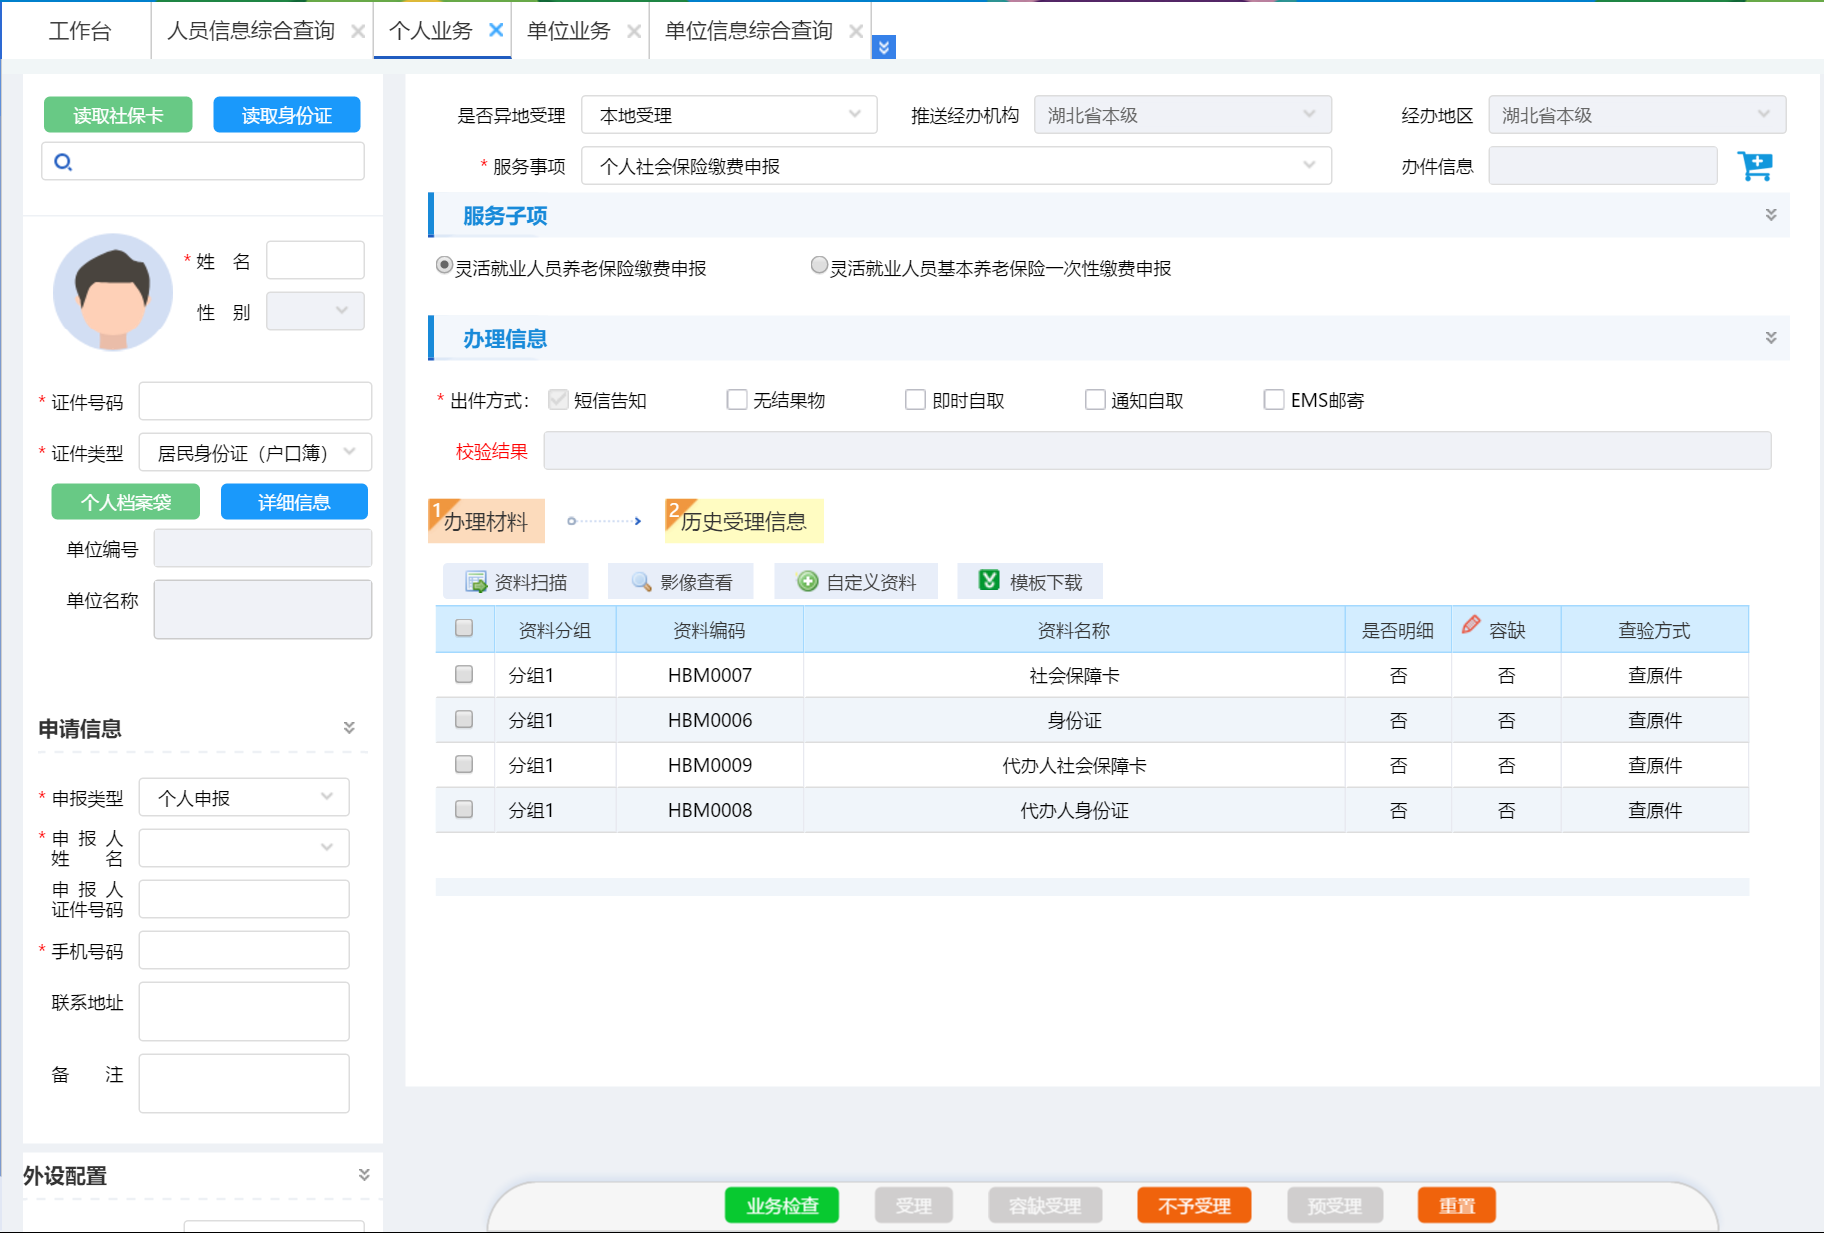 工作台 人员信息综合查询 个人业务 单位业务 单位信息综合查询
读取社保卡 读取身份证
* 姓 名
性 别
* 证件号码
* 证件类型 居民身份证（户口簿）
个人档案袋 详细信息
单位编号
单位名称
申请信息
* 申报类型 个人申报
* 申报人
姓名
申报人
证件号码
* 手机号码
联系地址
备 注
外设配置
是否异地受理 本地受理 推送经办机构 湖北省本级 经办地区 湖北省本级
* 服务事项 个人社会保险缴费申报 办件信息
服务子项
灵活就业人员养老保险缴费申报 灵活就业人员基本养老保险一次性缴费申报
办理信息
* 出件方式： 短信告知 无结果物 即时自取 通知自取 EMS邮寄
校验结果
1 办理材料 2 历史受理信息
资料扫描 影像查看 自定义资料 模板下载
资料分组 资料编码 资料名称 是否明细 容缺 查验方式
分组1 HBM0007 社会保障卡 否 否 查原件
分组1 HBM0006 身份证 否 否 查原件
分组1 HBM0009 代办人社会保障卡 否 否 查原件
分组1 HBM0008 代办人身份证 否 否 查原件
业务检查 受理 容缺受理 不予受理 预受理 重置